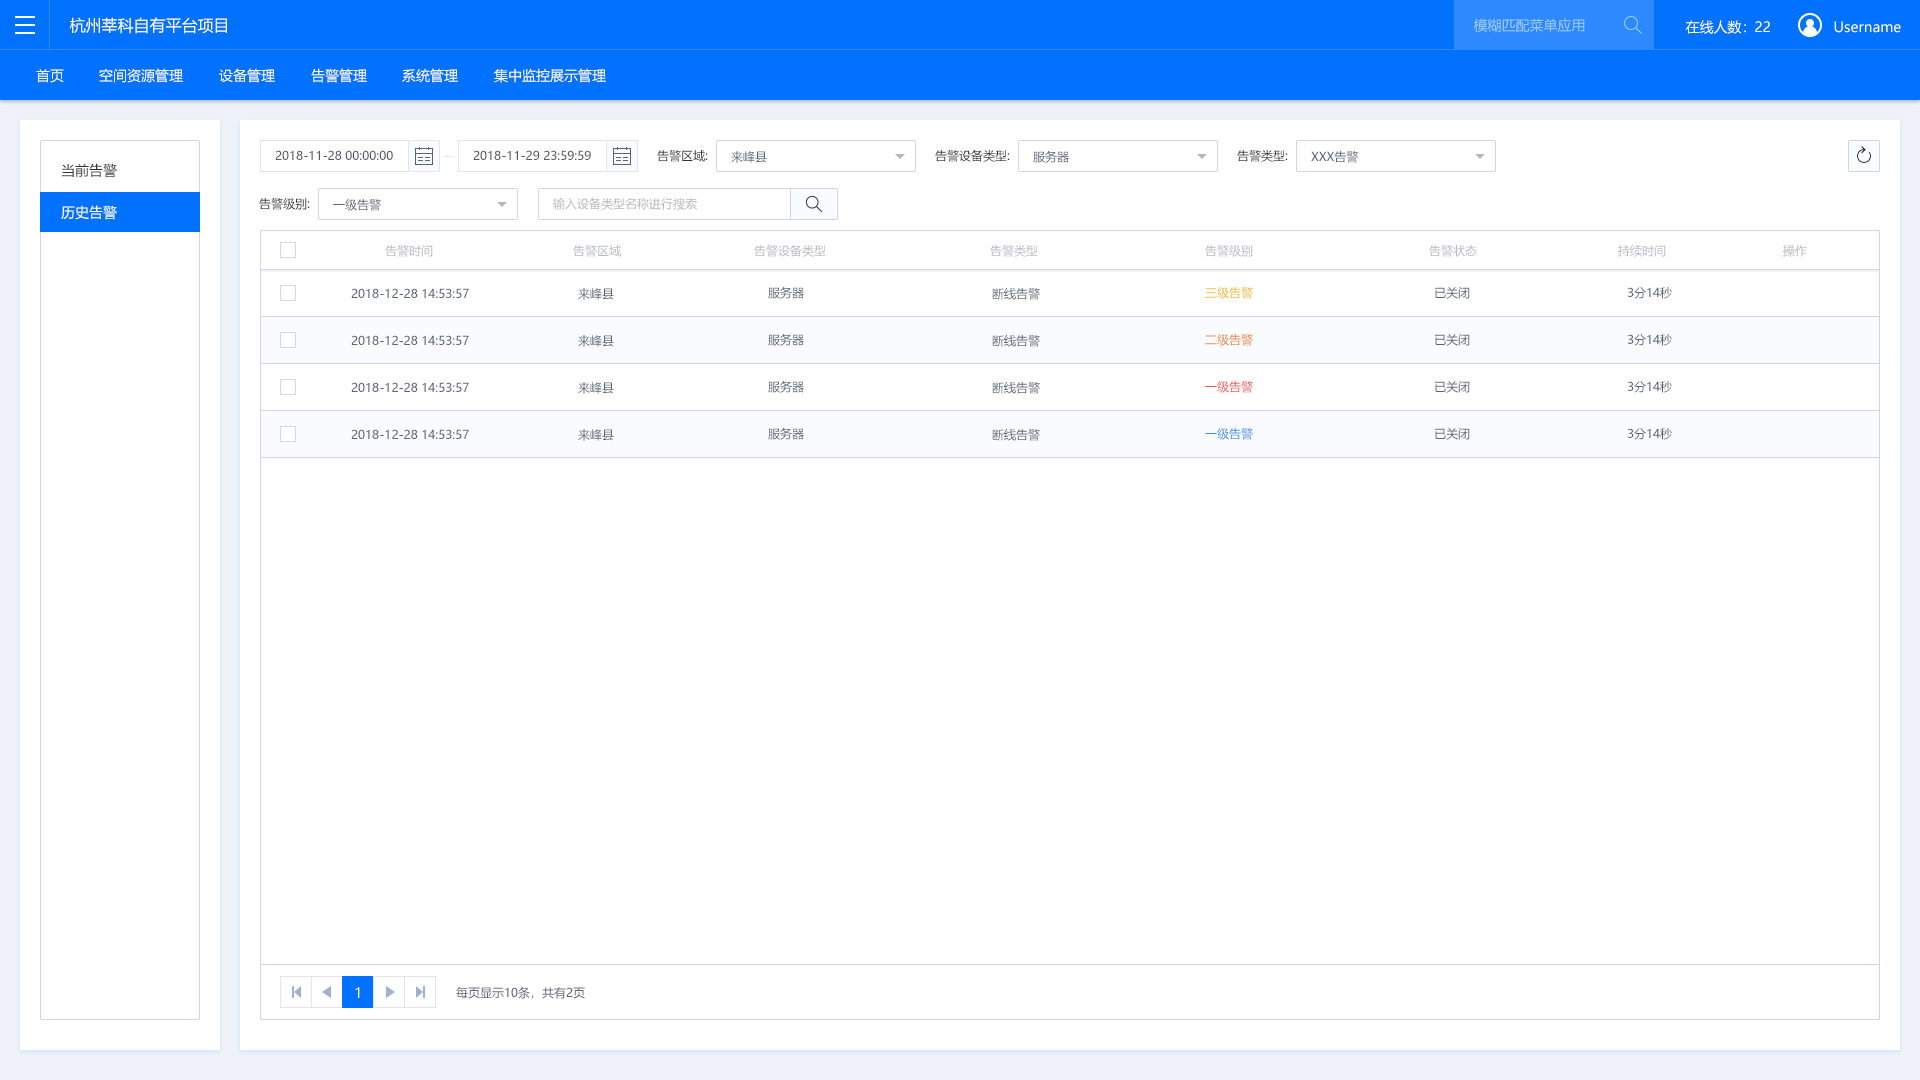 杭州莘科自有平台项目
模糊匹配菜单应用
在线人数：22
Username
首页 空间资源管理 设备管理 告警管理 系统管理 集中监控展示管理
当前告警
历史告警
2018-11-28 00:00:00 — 2018-11-29 23:59:59 告警区域: 来峰县 告警设备类型: 服务器 告警类型: XXX告警
告警级别: 一级告警 输入设备类型名称进行搜索
告警时间 告警区域 告警设备类型 告警类型 告警级别 告警状态 持续时间 操作
2018-12-28 14:53:57 来峰县 服务器 断线告警 三级告警 已关闭 3分14秒
2018-12-28 14:53:57 来峰县 服务器 断线告警 二级告警 已关闭 3分14秒
2018-12-28 14:53:57 来峰县 服务器 断线告警 一级告警 已关闭 3分14秒
2018-12-28 14:53:57 来峰县 服务器 断线告警 一级告警 已关闭 3分14秒
1 每页显示10条，共有2页